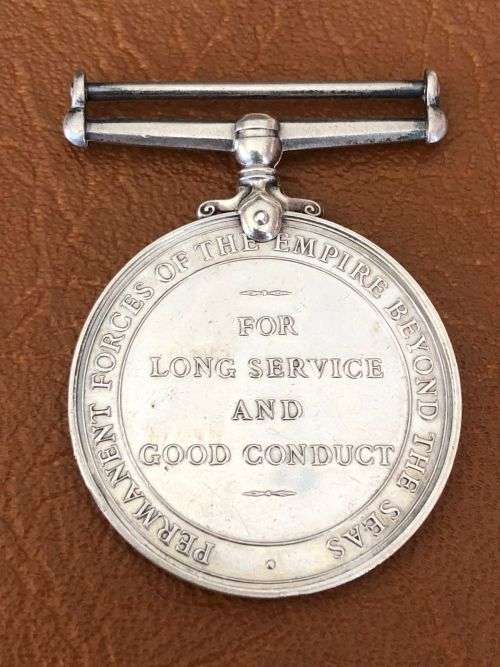 PERMANENT FORCES OF THE EMPIRE BEYOND THE SEAS
FOR
LONG SERVICE
AND
GOOD CONDUCT